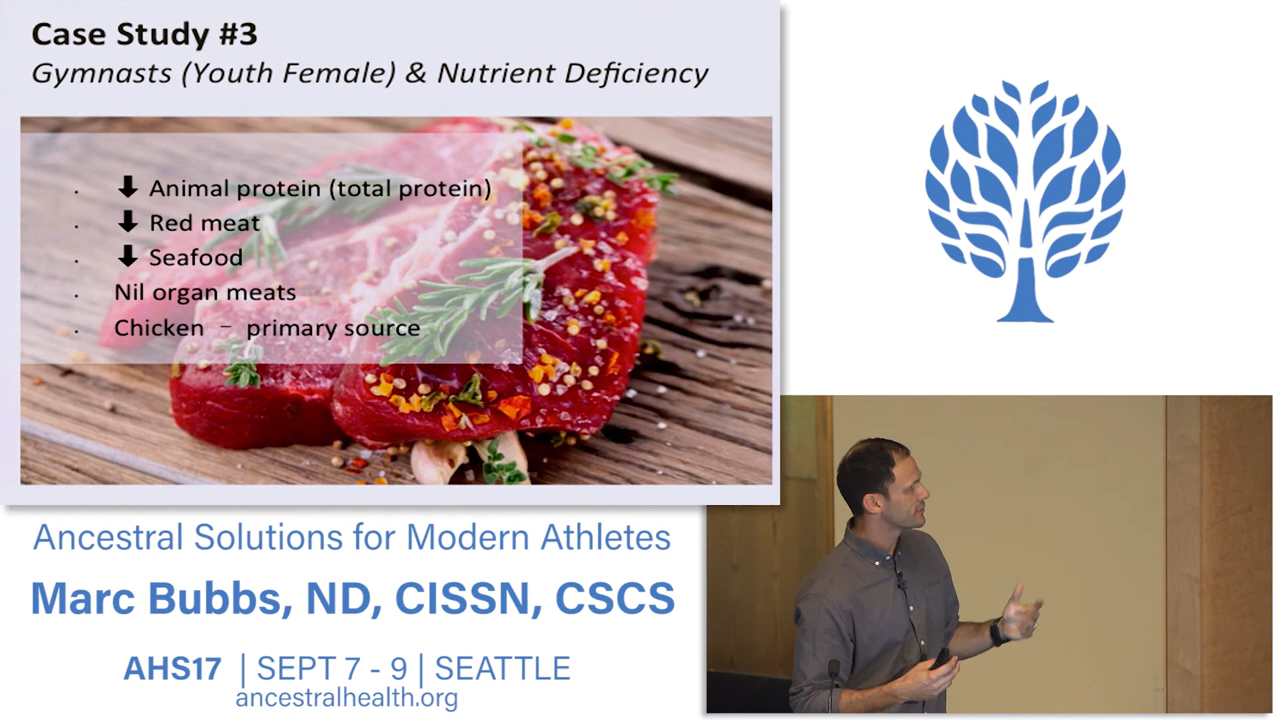 Case Study #3
Gymnasts (Youth Female) & Nutrient Deficiency
· ⬇ Animal protein (total protein)
· ⬇ Red meat
· ⬇ Seafood
· Nil organ meats
· Chicken – primary source
Ancestral Solutions for Modern Athletes
Marc Bubbs, ND, CISSN, CSCS
AHS17 | SEPT 7 - 9 | SEATTLE
ancestralhealth.org